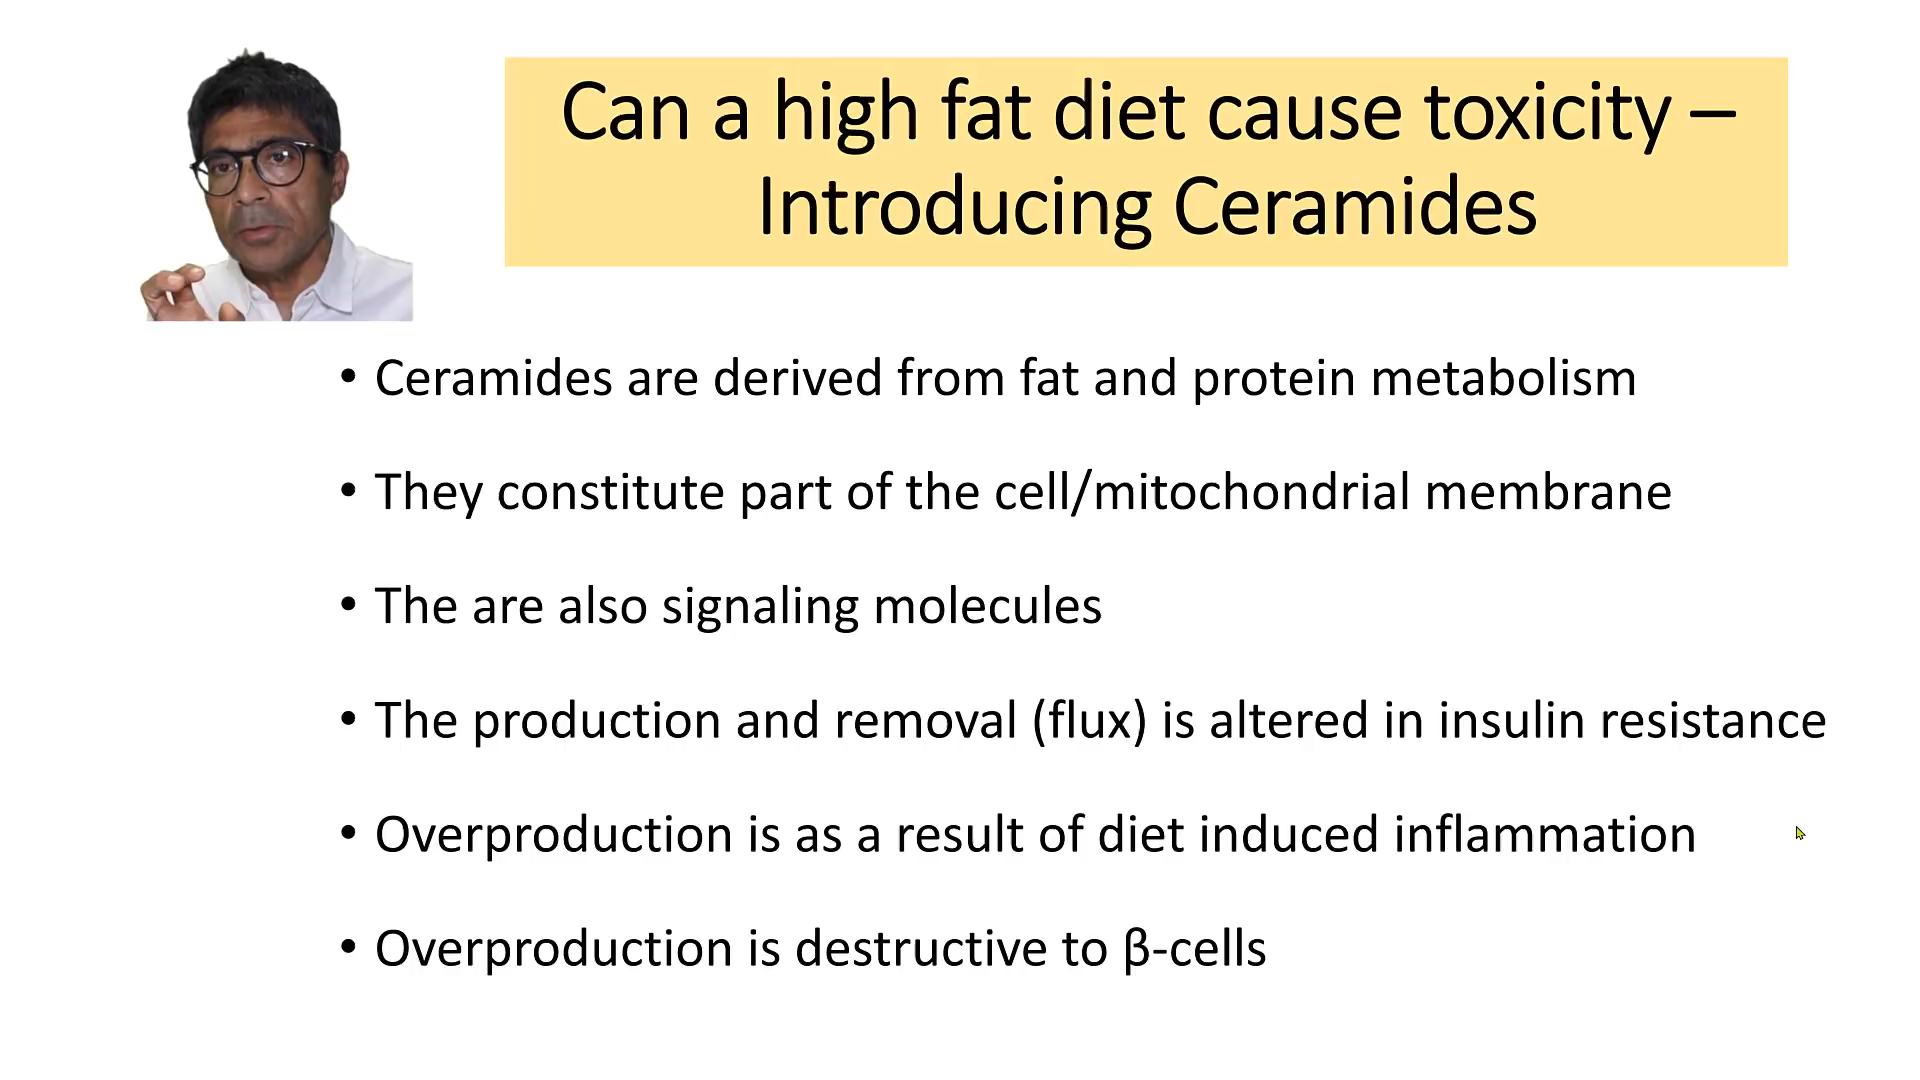 Can a high fat diet cause toxicity –
Introducing Ceramides
• Ceramides are derived from fat and protein metabolism
• They constitute part of the cell/mitochondrial membrane
• The are also signaling molecules
• The production and removal (flux) is altered in insulin resistance
• Overproduction is as a result of diet induced inflammation
• Overproduction is destructive to β-cells